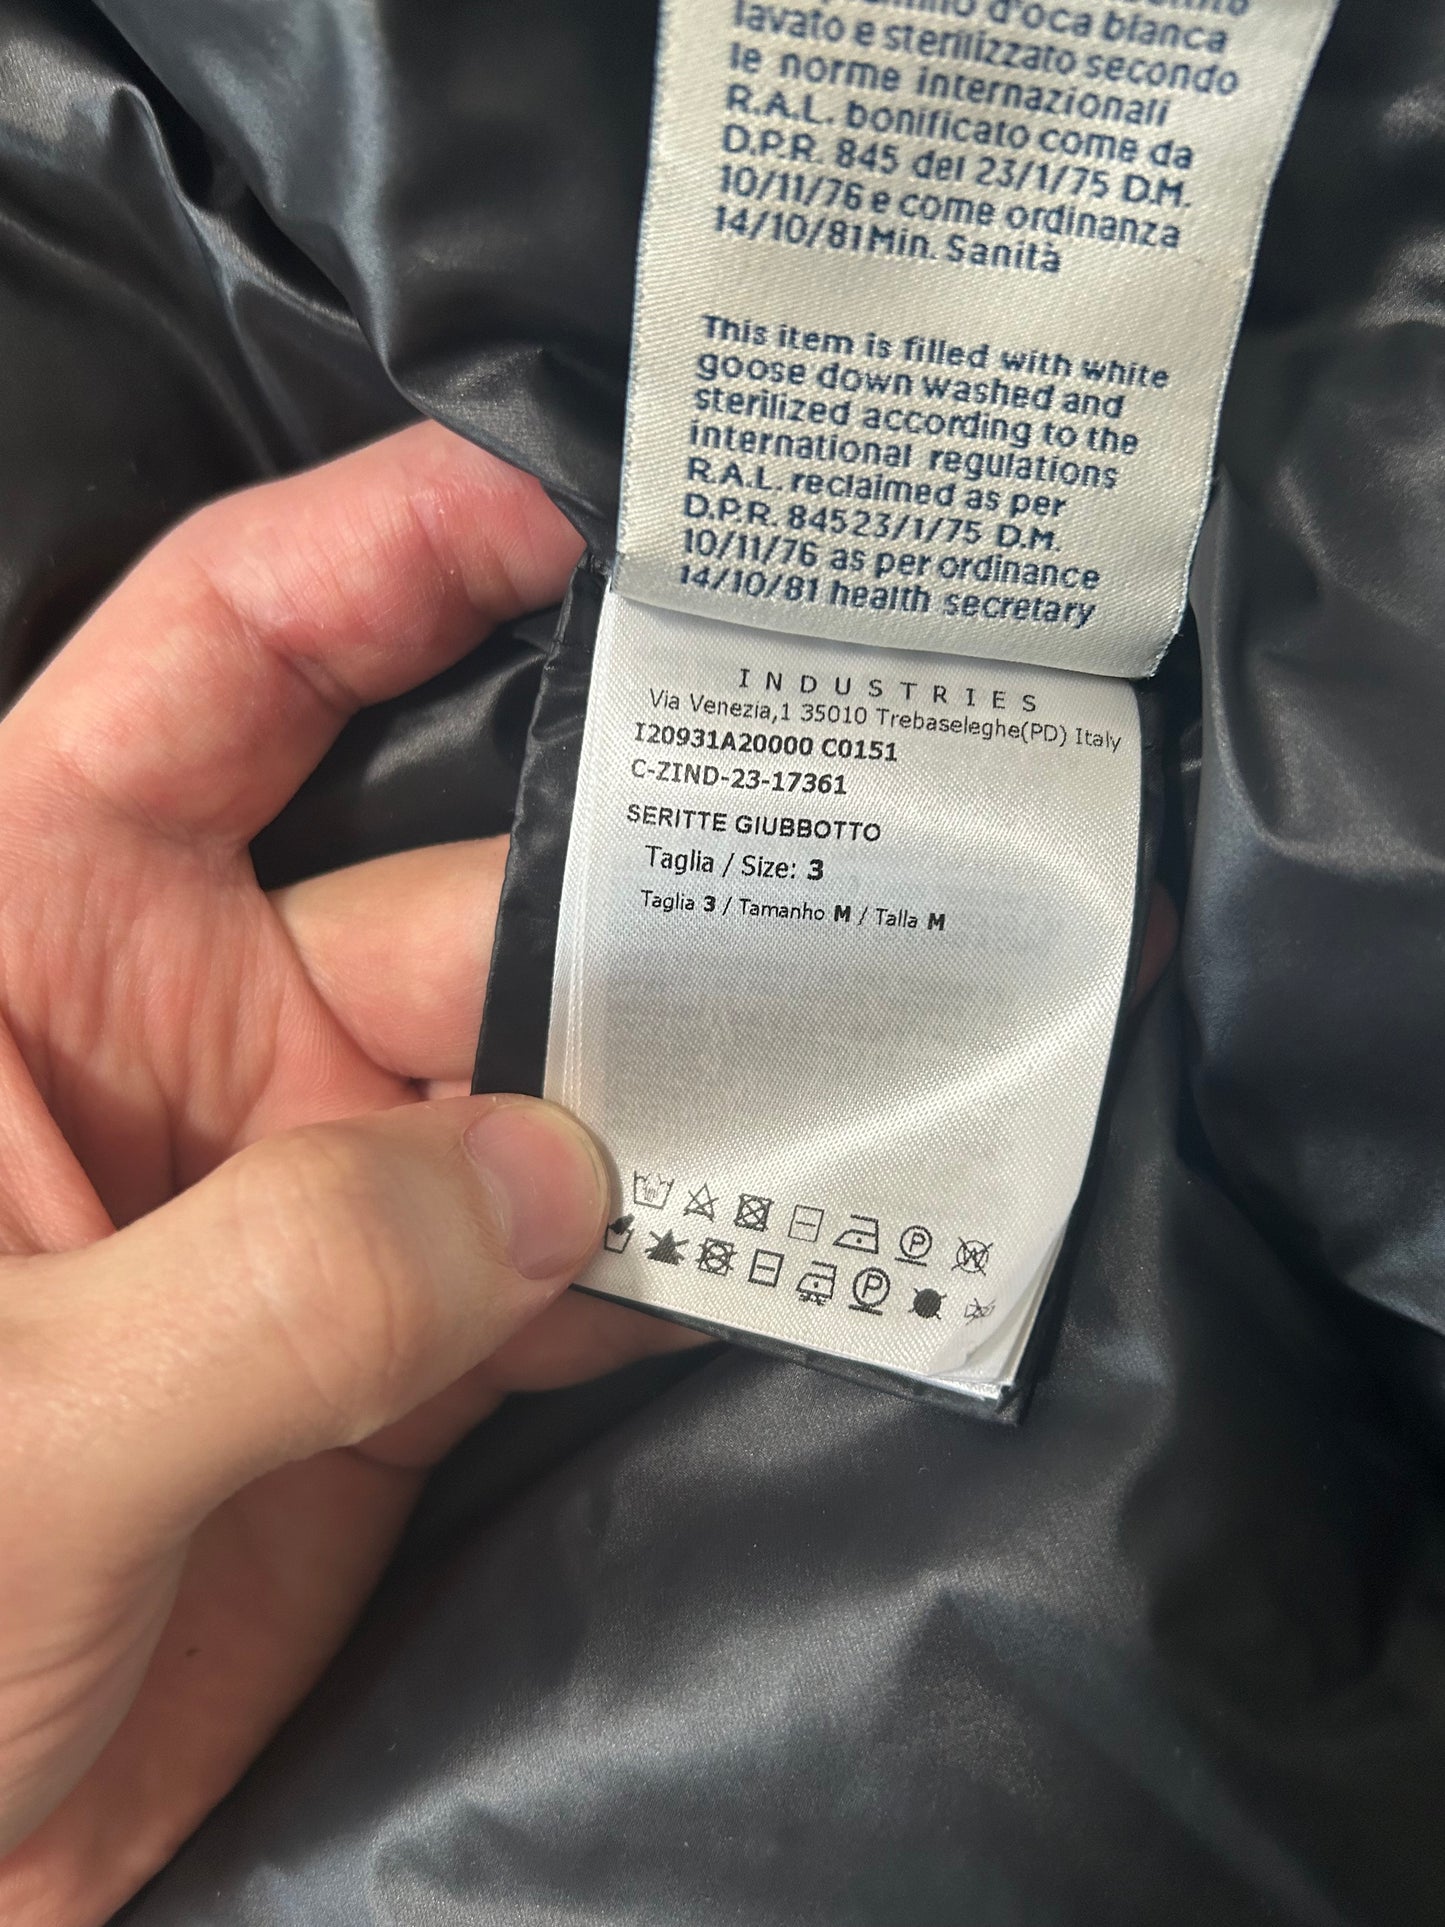 d'oca bianca
lavato e sterilizzato secondo
le norme internazionali
R.A.L. bonificato come da
D.P.R. 845 del 23/1/75 D.M.
10/11/76 e come ordinanza
14/10/81 Min. Sanità
This item is filled with white
goose down washed and
sterilized according to the
international regulations
R.A.L. reclaimed as per
D.P.R. 84523/1/75 D.M.
10/11/76 as per ordinance
14/10/81 health secretary
INDUSTRIES
Via Venezia,1 35010 Trebaseleghe(PD) Italy
I20931A20000 C0151
C-ZIND-23-17361
SERITTE GIUBBOTTO
Taglia / Size: 3
Taglia 3 / Tamanho M / Talla M
P W
P